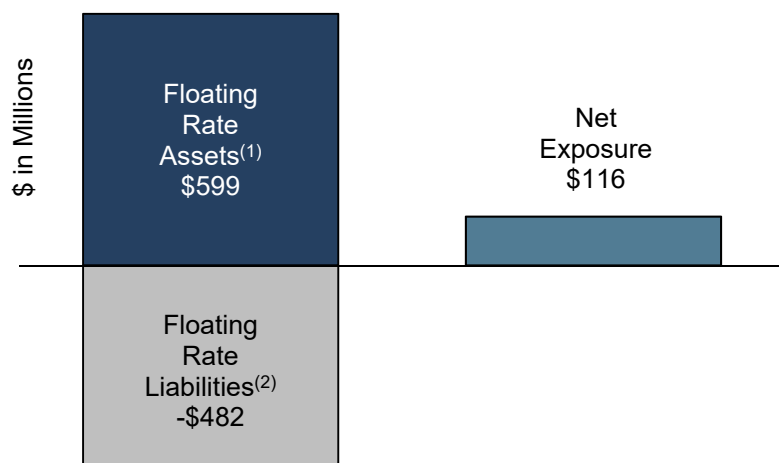 $ in Millions
Floating
Rate
Assets(1)
$599
Net
Exposure
$116
Floating
Rate
Liabilities(2)
-$482